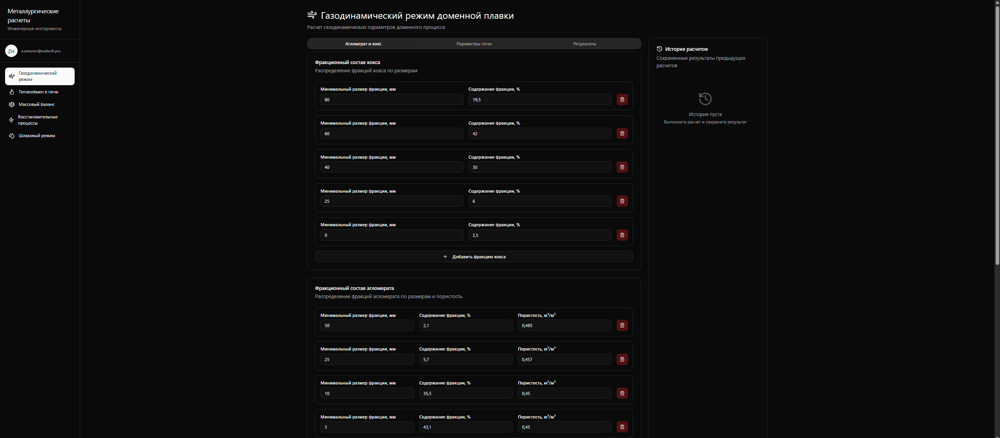 Металлургические
расчеты
Инженерные инструменты
ZH
e.antonov@wellsoft.pro
Газодинамический
режим
Теплообмен в печи
Массовый баланс
Восстановительные
процессы
Шлаковый режим
Газодинамический режим доменной плавки
Расчет газодинамических параметров доменного процесса
Агломерат и кокс
Параметры печи
Результаты
Фракционный состав кокса
Распределение фракций кокса по размерам
Минимальный размер фракции, мм
Содержание фракции, %
80
19,5
Минимальный размер фракции, мм
Содержание фракции, %
60
42
Минимальный размер фракции, мм
Содержание фракции, %
40
30
Минимальный размер фракции, мм
Содержание фракции, %
25
6
Минимальный размер фракции, мм
Содержание фракции, %
0
2,5
+ Добавить фракцию кокса
Фракционный состав агломерата
Распределение фракций агломерата по размерам и пористость
Минимальный размер фракции, мм
Содержание фракции, %
Пористость, м³/м³
50
2,1
0,485
Минимальный размер фракции, мм
Содержание фракции, %
Пористость, м³/м³
25
5,7
0,457
Минимальный размер фракции, мм
Содержание фракции, %
Пористость, м³/м³
10
35,5
0,45
Минимальный размер фракции, мм
Содержание фракции, %
Пористость, м³/м³
5
43,1
0,45
История расчетов
Сохраненные результаты предыдущих
расчетов
История пуста
Выполните расчет и сохраните результат